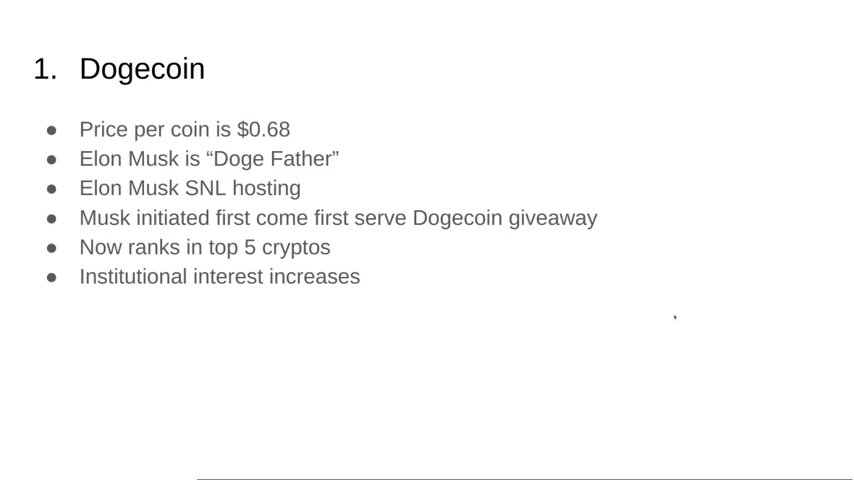 1. Dogecoin
● Price per coin is $0.68
● Elon Musk is “Doge Father”
● Elon Musk SNL hosting
● Musk initiated first come first serve Dogecoin giveaway
● Now ranks in top 5 cryptos
● Institutional interest increases